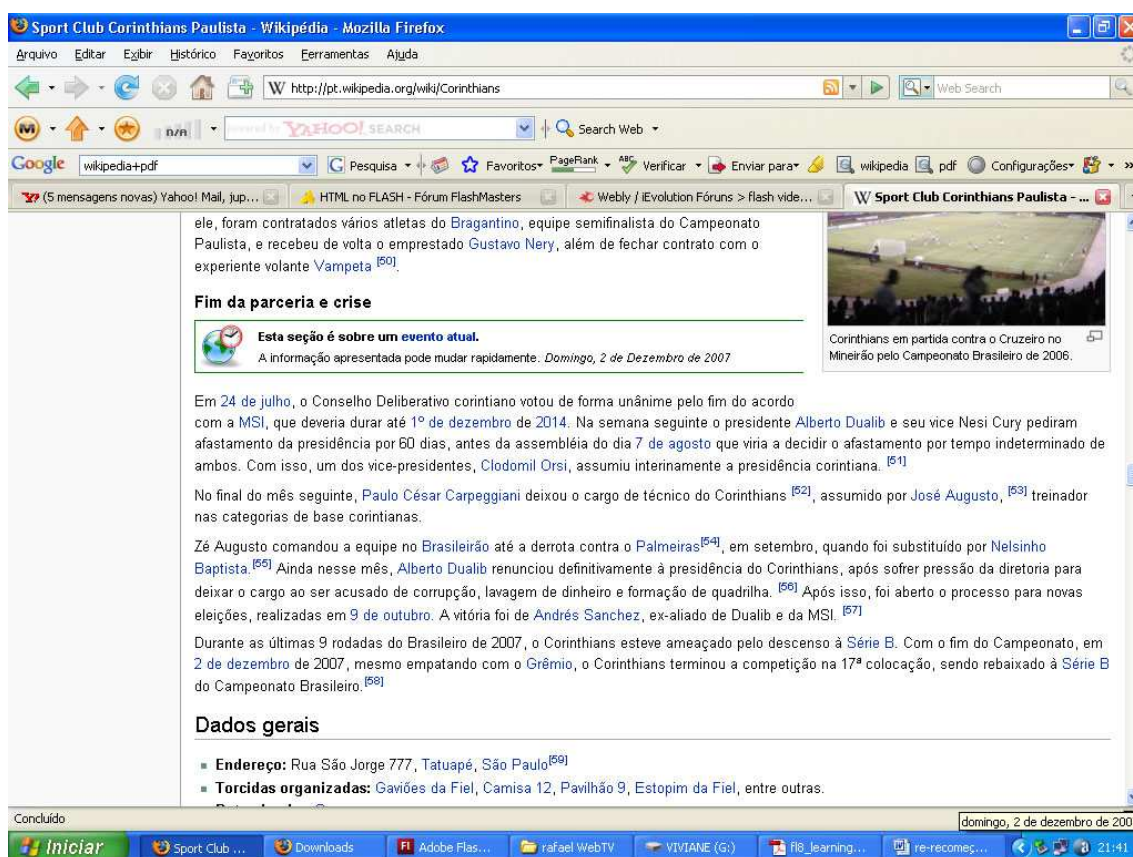 Sport Club Corinthians Paulista - Wikipédia - Mozilla Firefox
Arquivo Editar Exibir Histórico Favoritos Ferramentas Ajuda
W http://pt.wikipedia.org/wiki/Corinthians Web Search
n/a YAHOO! SEARCH Search Web
Google wikipedia+pdf Pesquisa Favoritos PageRank Verificar Enviar para wikipedia pdf Configurações »
(5 mensagens novas) Yahoo! Mail, jup... HTML no FLASH - Fórum FlashMasters Webly / iEvolution Fóruns > flash vide... W Sport Club Corinthians Paulista - ...
ele, foram contratados vários atletas do Bragantino, equipe semifinalista do Campeonato
Paulista, e recebeu de volta o emprestado Gustavo Nery, além de fechar contrato com o
experiente volante Vampeta [50].
Corinthians em partida contra o Cruzeiro no
Mineirão pelo Campeonato Brasileiro de 2006.
Fim da parceria e crise
Esta seção é sobre um evento atual.
A informação apresentada pode mudar rapidamente. Domingo, 2 de Dezembro de 2007
Em 24 de julho, o Conselho Deliberativo corintiano votou de forma unânime pelo fim do acordo
com a MSI, que deveria durar até 1º de dezembro de 2014. Na semana seguinte o presidente Alberto Dualib e seu vice Nesi Cury pediram
afastamento da presidência por 60 dias, antes da assembléia do dia 7 de agosto que viria a decidir o afastamento por tempo indeterminado de
ambos. Com isso, um dos vice-presidentes, Clodomil Orsi, assumiu interinamente a presidência corintiana. [51]
No final do mês seguinte, Paulo César Carpeggiani deixou o cargo de técnico do Corinthians [52], assumido por José Augusto, [53] treinador
nas categorias de base corintianas.
Zé Augusto comandou a equipe no Brasileirão até a derrota contra o Palmeiras[54], em setembro, quando foi substituído por Nelsinho
Baptista.[55] Ainda nesse mês, Alberto Dualib renunciou definitivamente à presidência do Corinthians, após sofrer pressão da diretoria para
deixar o cargo ao ser acusado de corrupção, lavagem de dinheiro e formação de quadrilha. [56] Após isso, foi aberto o processo para novas
eleições, realizadas em 9 de outubro. A vitória foi de Andrés Sanchez, ex-aliado de Dualib e da MSI. [57]
Durante as últimas 9 rodadas do Brasileiro de 2007, o Corinthians esteve ameaçado pelo descenso à Série B. Com o fim do Campeonato, em
2 de dezembro de 2007, mesmo empatando com o Grêmio, o Corinthians terminou a competição na 17ª colocação, sendo rebaixado à Série B
do Campeonato Brasileiro.[58]
Dados gerais
Endereço: Rua São Jorge 777, Tatuapé, São Paulo[59]
Torcidas organizadas: Gaviões da Fiel, Camisa 12, Pavilhão 9, Estopim da Fiel, entre outras.
Concluído
domingo, 2 de dezembro de 200
Iniciar Sport Club ... Downloads Adobe Flas... rafael WebTV VIVIANE (G:) fl8_learning... re-recomeç... 21:41